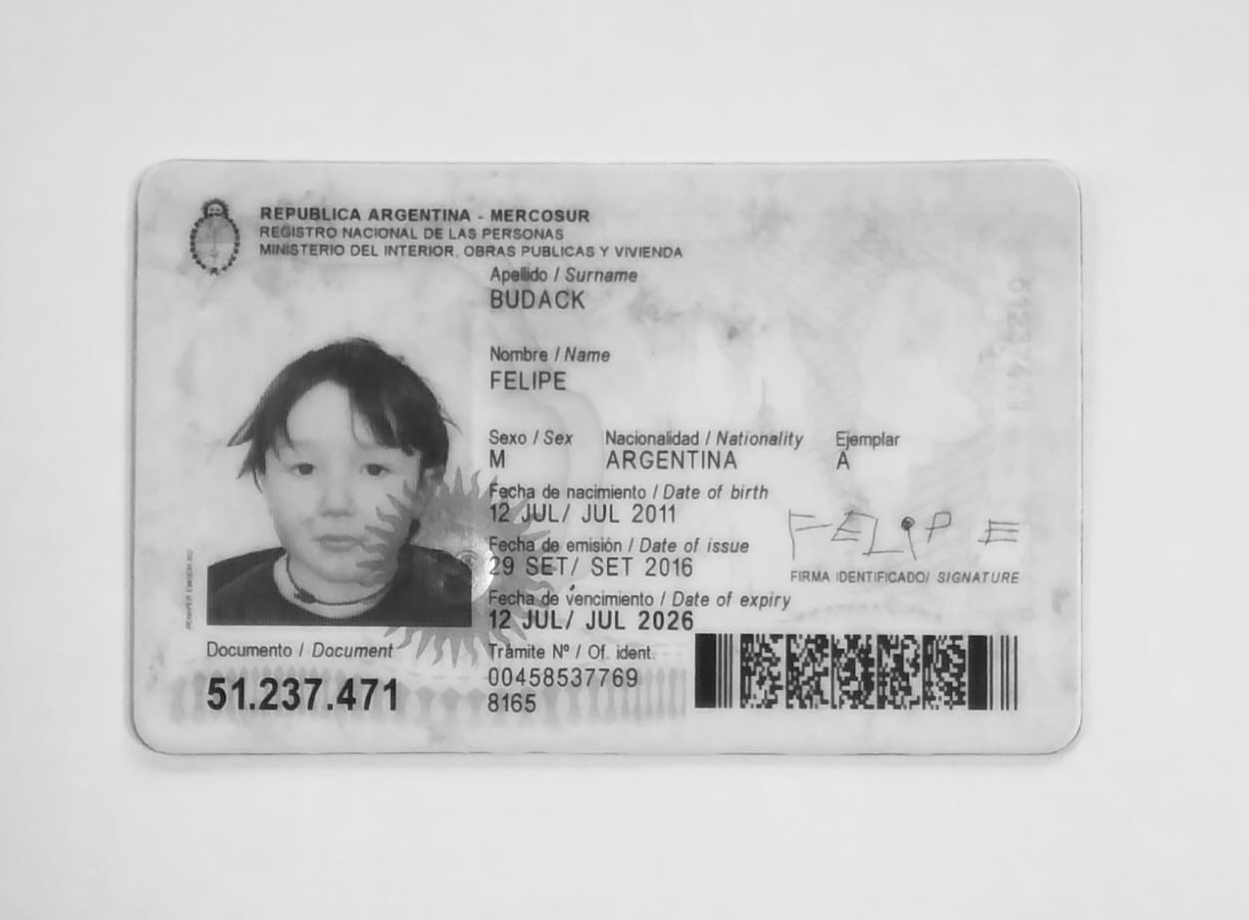 REPUBLICA ARGENTINA - MERCOSUR
REGISTRO NACIONAL DE LAS PERSONAS
MINISTERIO DEL INTERIOR, OBRAS PUBLICAS Y VIVIENDA
Apellido / Surname
BUDACK
Nombre / Name
FELIPE
Sexo / Sex Nacionalidad / Nationality Ejemplar
M ARGENTINA A
Fecha de nacimiento / Date of birth
12 JUL/ JUL 2011
Fecha de emisión / Date of issue
29 SET/ SET 2016
Fecha de vencimiento / Date of expiry
12 JUL/ JUL 2026
FELIPE
FIRMA IDENTIFICADO/ SIGNATURE
Documento / Document
51.237.471
Trámite Nº / Of. ident.
00458537769
8165